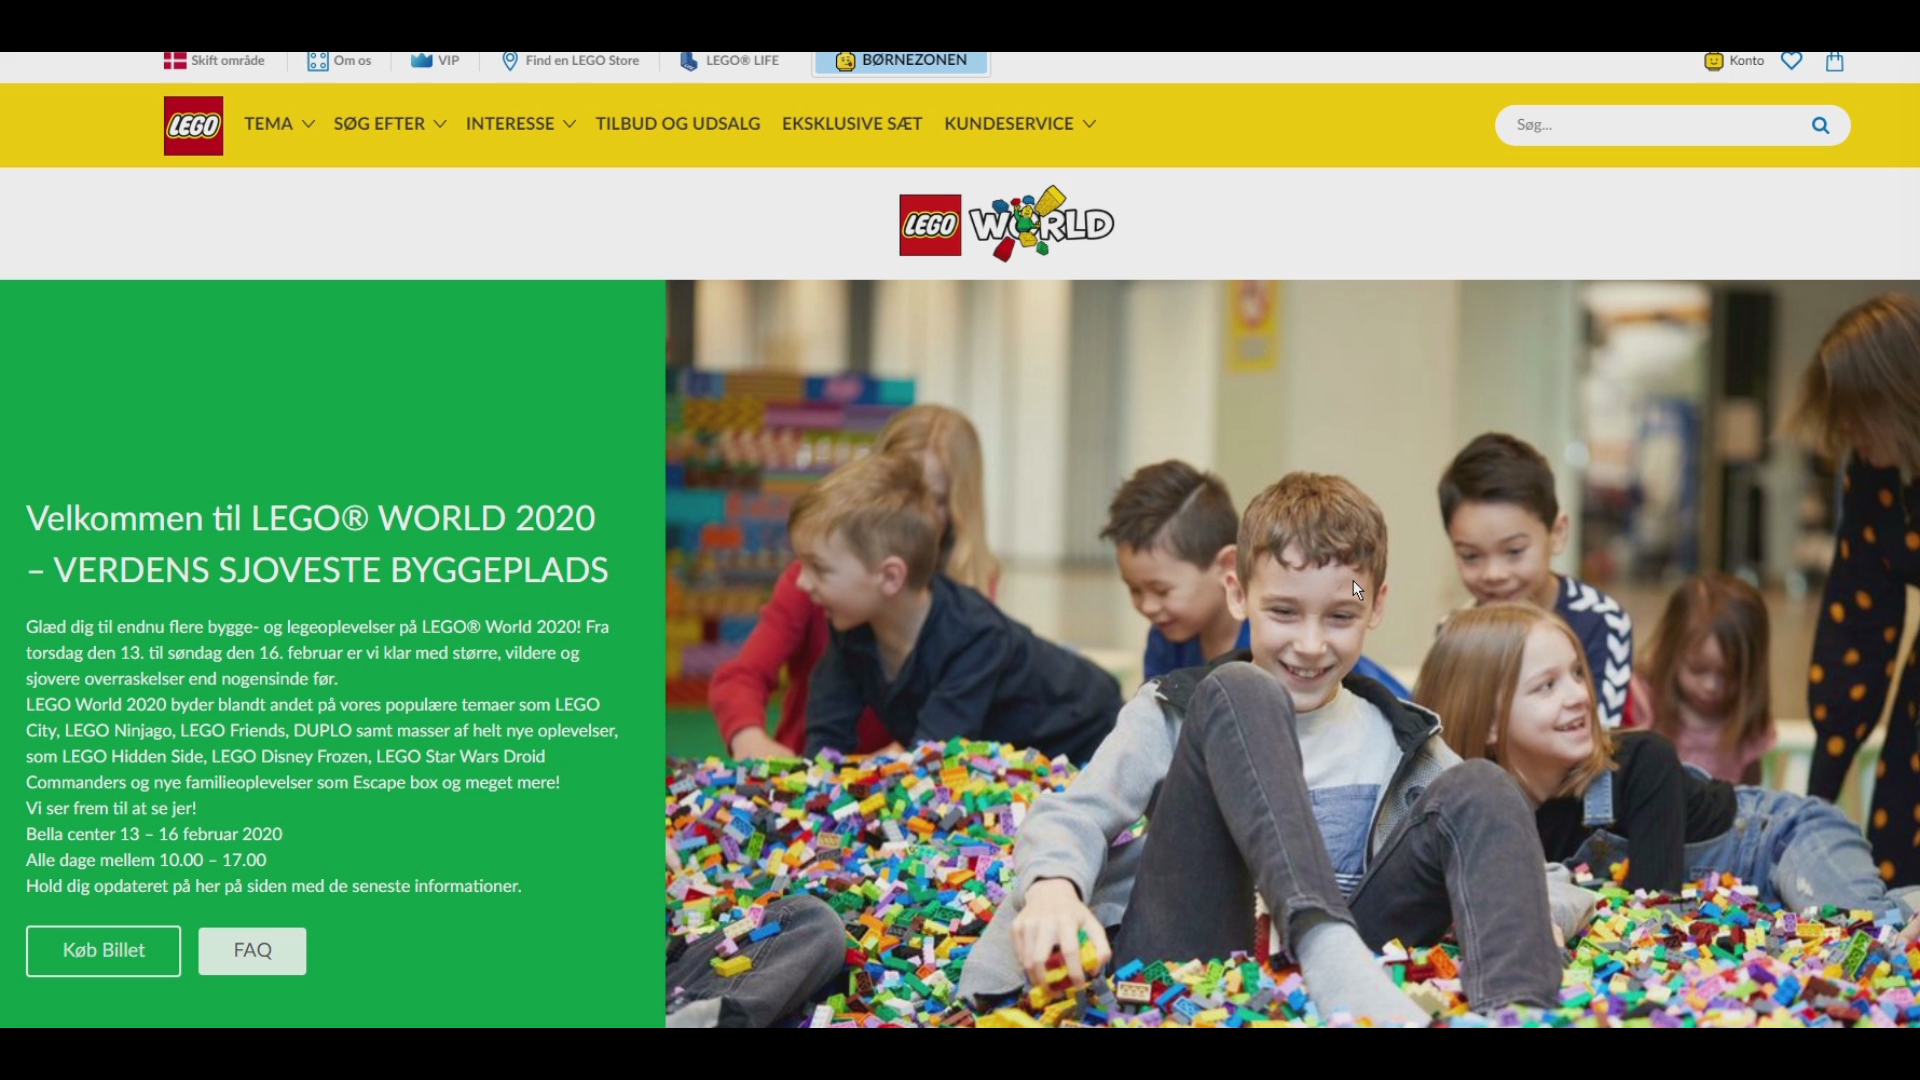 Skift område
Om os
VIP
Find en LEGO Store
LEGO® LIFE
BØRNEZONEN
Konto
LEGO
TEMA
SØG EFTER
INTERESSE
TILBUD OG UDSALG
EKSKLUSIVE SÆT
KUNDESERVICE
Søg...
LEGO WORLD
Velkommen til LEGO® WORLD 2020
– VERDENS SJOVESTE BYGGEPLADS
Glæd dig til endnu flere bygge- og legeoplevelser på LEGO® World 2020! Fra
torsdag den 13. til søndag den 16. februar er vi klar med større, vildere og
sjovere overraskelser end nogensinde før.
LEGO World 2020 byder blandt andet på vores populære temaer som LEGO
City, LEGO Ninjago, LEGO Friends, DUPLO samt masser af helt nye oplevelser,
som LEGO Hidden Side, LEGO Disney Frozen, LEGO Star Wars Droid
Commanders og nye familieoplevelser som Escape box og meget mere!
Vi ser frem til at se jer!
Bella center 13 – 16 februar 2020
Alle dage mellem 10.00 – 17.00
Hold dig opdateret på her på siden med de seneste informationer.
Køb Billet
FAQ